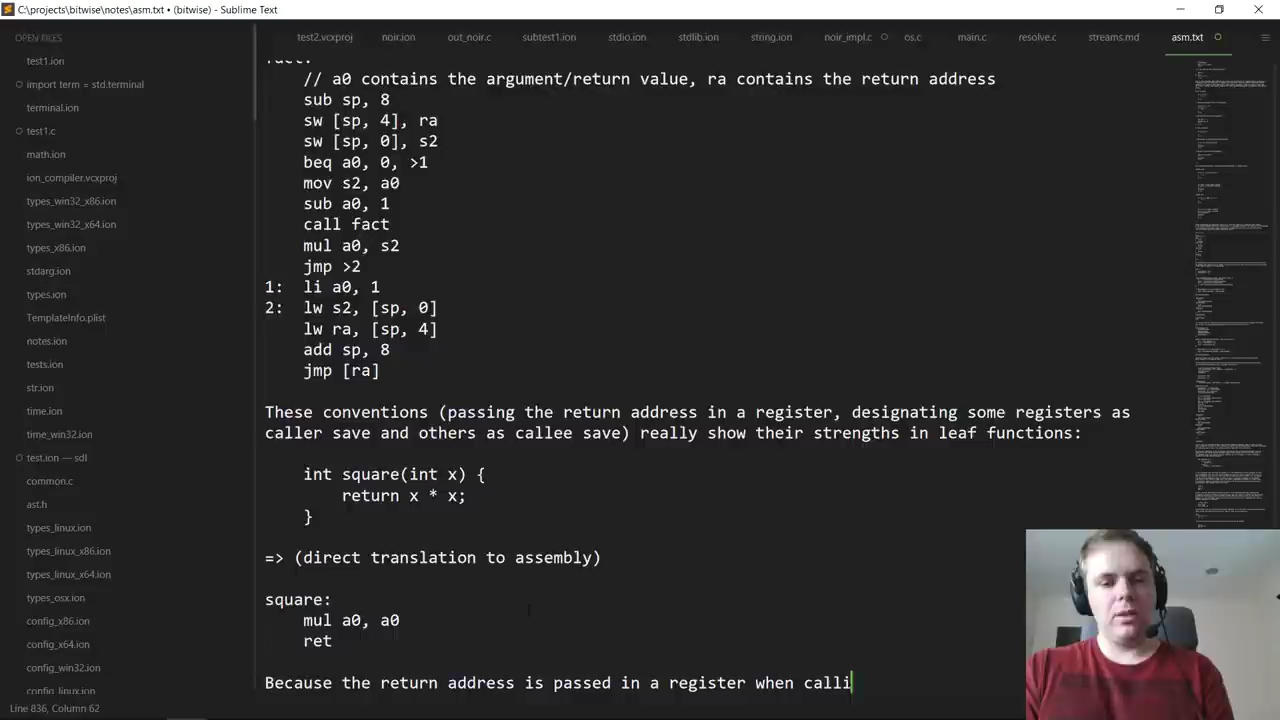 C:\projects\bitwise\notes\asm.txt • (bitwise) - Sublime Text
OPEN FILES
test1.ion
import term = std.terminal
terminal.ion
test1.c
math.ion
ion_compiler.vcxproj
types_win32_x86.ion
types_win32_x64.ion
types_x86.ion
stdarg.ion
types.ion
TemplateInfo.plist
notes.ion
tests.ion
str.ion
time.ion
time_win32.ion
test.ion — sdl
common.c
ast.h
types_linux.ion
types_linux_x86.ion
types_linux_x64.ion
types_osx.ion
config_x86.ion
config_x64.ion
config_win32.ion
config_linux.ion
test2.vcxproj noir.ion out_noir.c subtest1.ion stdio.ion stdlib.ion string.ion noir_impl.c os.c main.c resolve.c streams.md asm.txt
fact:
// a0 contains the argument/return value, ra contains the return address
sub sp, 8
sw [sp, 4], ra
sw [sp, 0], s2
beq a0, 0, >1
mov s2, a0
sub a0, 1
call fact
mul a0, s2
jmp >2
1: li a0, 1
2: lw s2, [sp, 0]
lw ra, [sp, 4]
add sp, 8
jmp [ra]
These conventions (passing the return address in a register, designating some registers as
caller save and others as callee save) really show their strengths in leaf functions:
int square(int x) {
return x * x;
}
=> (direct translation to assembly)
square:
mul a0, a0
ret
Because the return address is passed in a register when calli
Line 836, Column 62